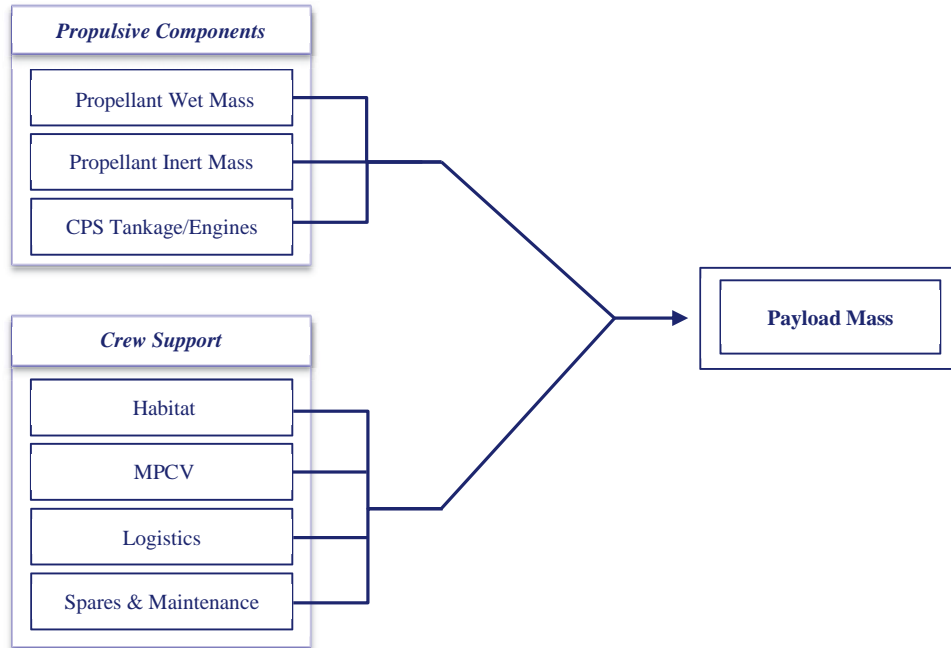 Propulsive Components
Propellant Wet Mass
Propellant Inert Mass
CPS Tankage/Engines
Crew Support
Habitat
MPCV
Logistics
Spares & Maintenance
Payload Mass